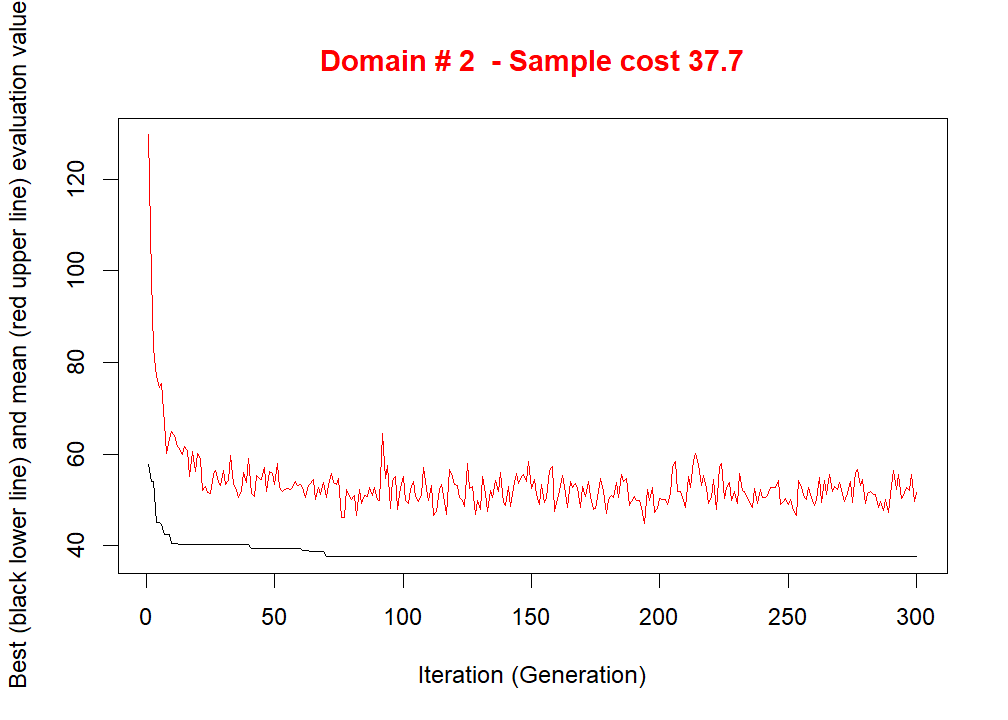 Domain # 2  - Sample cost 37.7
Best (black lower line) and mean (red upper line) evaluation value
120
100
80
60
40
0 50 100 150 200 250 300
Iteration (Generation)